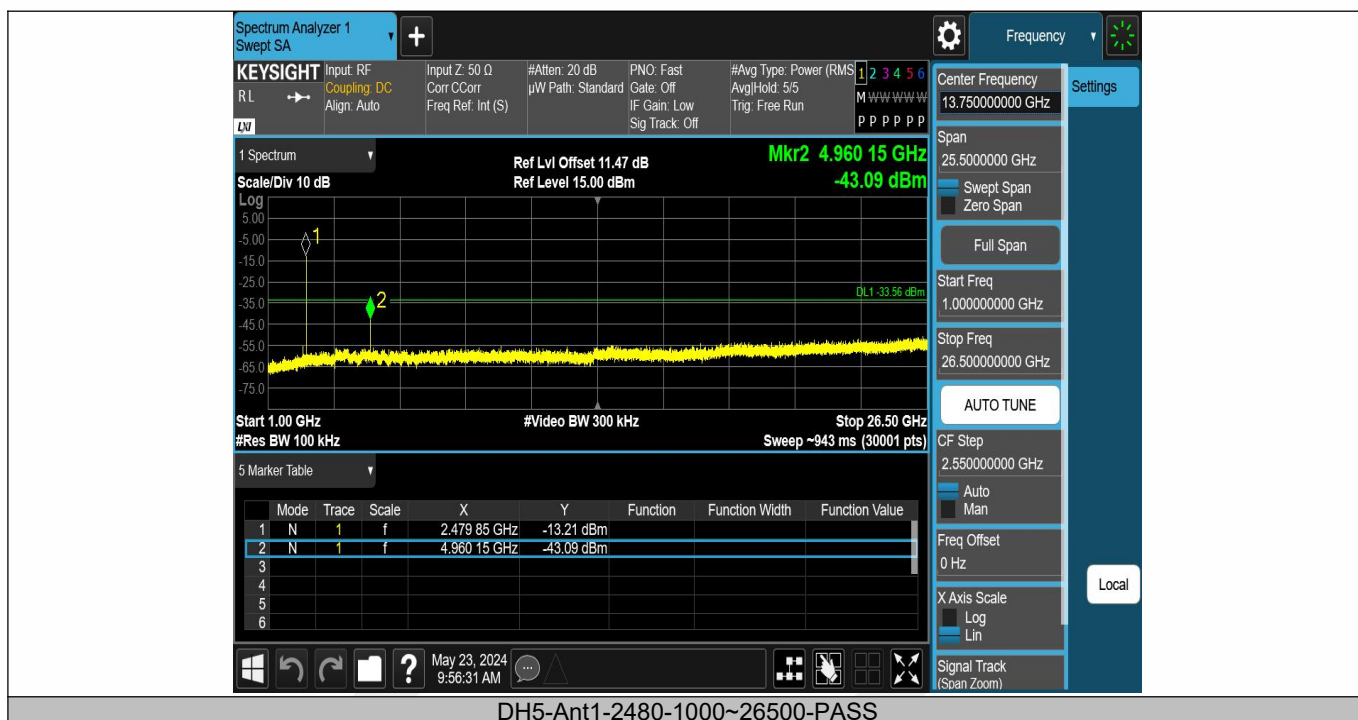 Spectrum Analyzer 1
Swept SA
+
Frequency
KEYSIGHT Input: RF Input Z: 50 Ω #Atten: 20 dB PNO: Fast #Avg Type: Power (RMS 1 2 3 4 5 6
RL Coupling: DC Corr CCorr µW Path: Standard Gate: Off Avg|Hold: 5/5 M W W W W W
Align: Auto Freq Ref: Int (S) IF Gain: Low Trig: Free Run
LXI Sig Track: Off P P P P P P
1 Spectrum Ref Lvl Offset 11.47 dB Mkr2 4.960 15 GHz
Scale/Div 10 dB Ref Level 15.00 dBm -43.09 dBm
Log
5.00
-5.00
1
-15.0
-25.0
DL1 -33.56 dBm
-35.0
2
-45.0
-55.0
-65.0
-75.0
Start 1.00 GHz #Video BW 300 kHz Stop 26.50 GHz
#Res BW 100 kHz Sweep ~943 ms (30001 pts)
5 Marker Table
Mode Trace Scale X Y Function Function Width Function Value
1 N 1 f 2.479 85 GHz -13.21 dBm
2 N 1 f 4.960 15 GHz -43.09 dBm
3
4
5
6
Center Frequency
13.750000000 GHz
Settings
Span
25.5000000 GHz
Swept Span
Zero Span
Full Span
Start Freq
1.000000000 GHz
Stop Freq
26.500000000 GHz
AUTO TUNE
CF Step
2.550000000 GHz
Auto
Man
Freq Offset
0 Hz
Local
X Axis Scale
Log
Lin
Signal Track
(Span Zoom)
?
May 23, 2024
9:56:31 AM
DH5-Ant1-2480-1000~26500-PASS